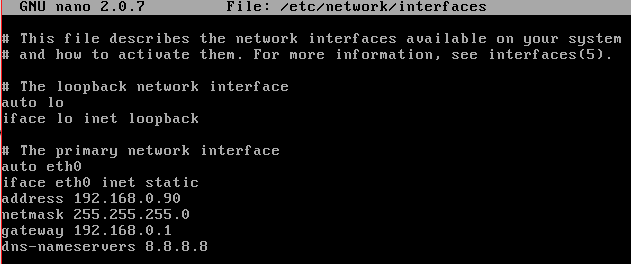 GNU nano 2.0.7 File: /etc/network/interfaces
# This file describes the network interfaces available on your system
# and how to activate them. For more information, see interfaces(5).
# The loopback network interface
auto lo
iface lo inet loopback
# The primary network interface
auto eth0
iface eth0 inet static
address 192.168.0.90
netmask 255.255.255.0
gateway 192.168.0.1
dns-nameservers 8.8.8.8